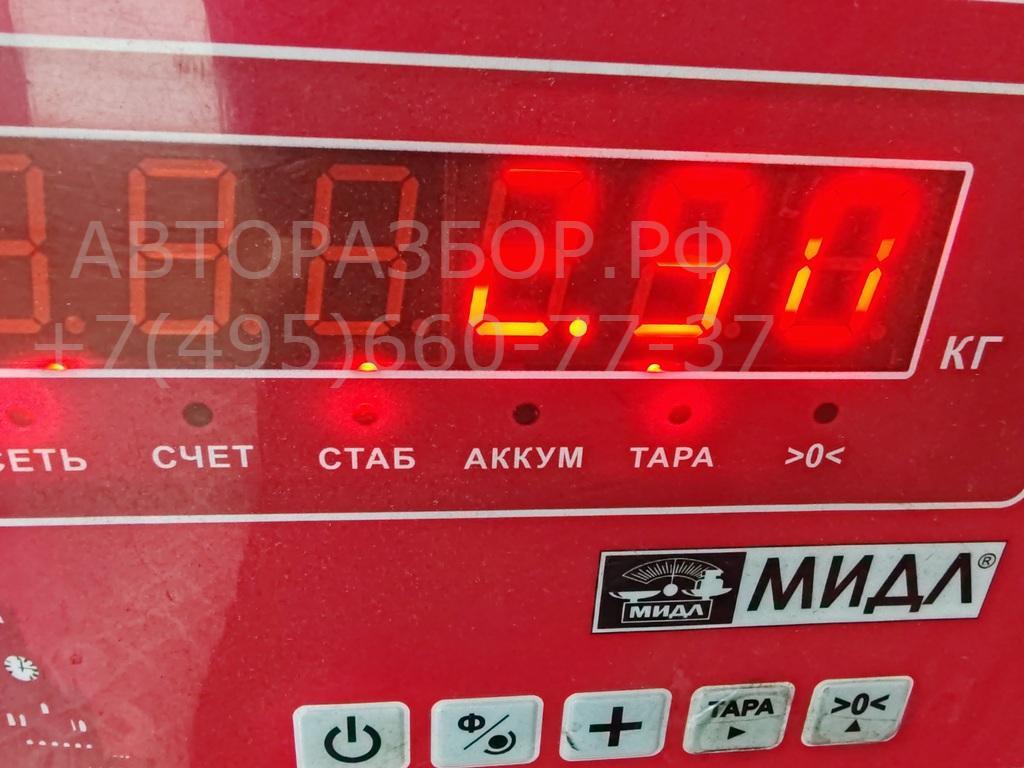 АВТОРАЗБОР.РФ
+7(495)660-77-37
КГ
СЕТЬ СЧЕТ СТАБ АККУМ ТАРА >0<
МИДЛ МИДЛ®
Ф ТАРА >0<